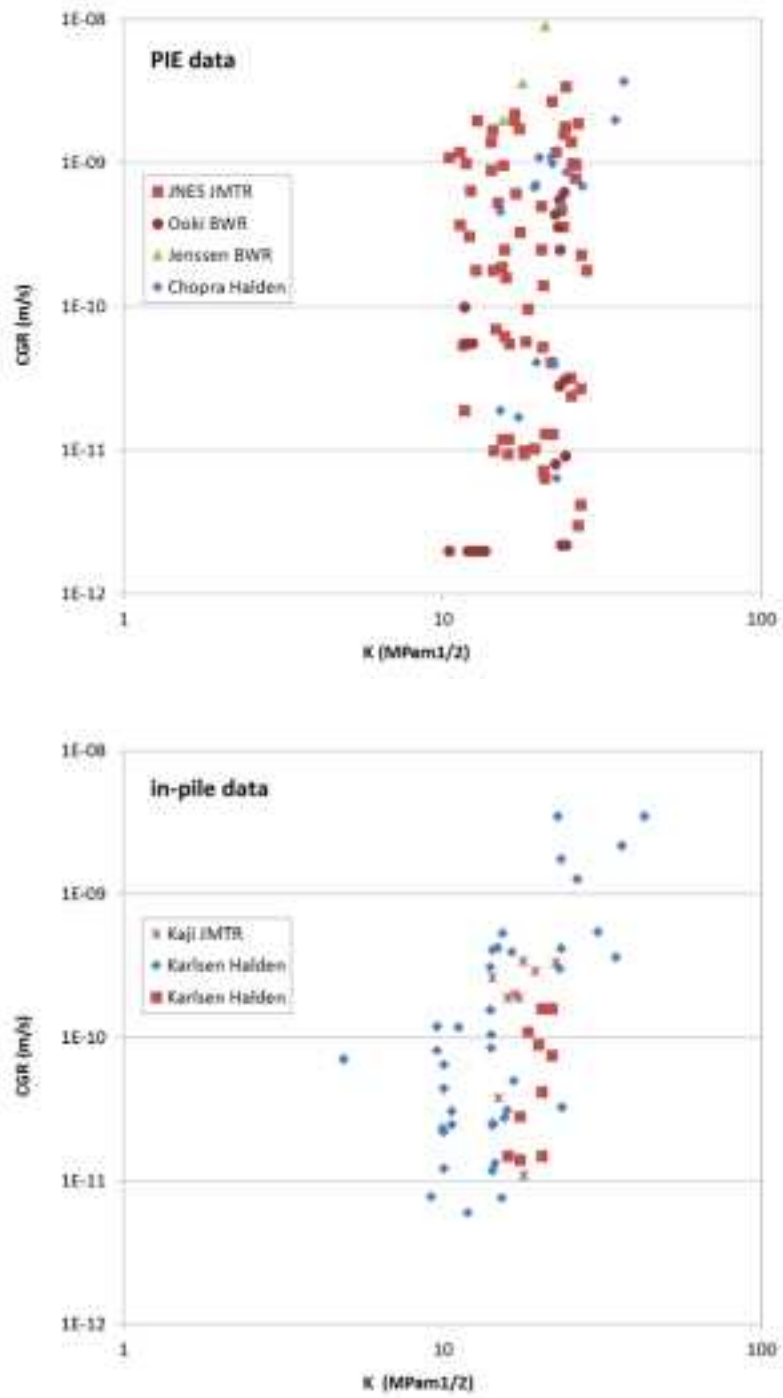 1E-08
PIE data
1E-09
JNES JMTR
Ooki BWR
Jenssen BWR
Chopra Halden
CGR (m/s)
1E-10
1E-11
1E-12
1
10
100
K (MPam1/2)
1E-08
in-pile data
1E-09
Kaji JMTR
Karlsen Halden
Karlsen Halden
CGR (m/s)
1E-10
1E-11
1E-12
1
10
100
K (MPam1/2)